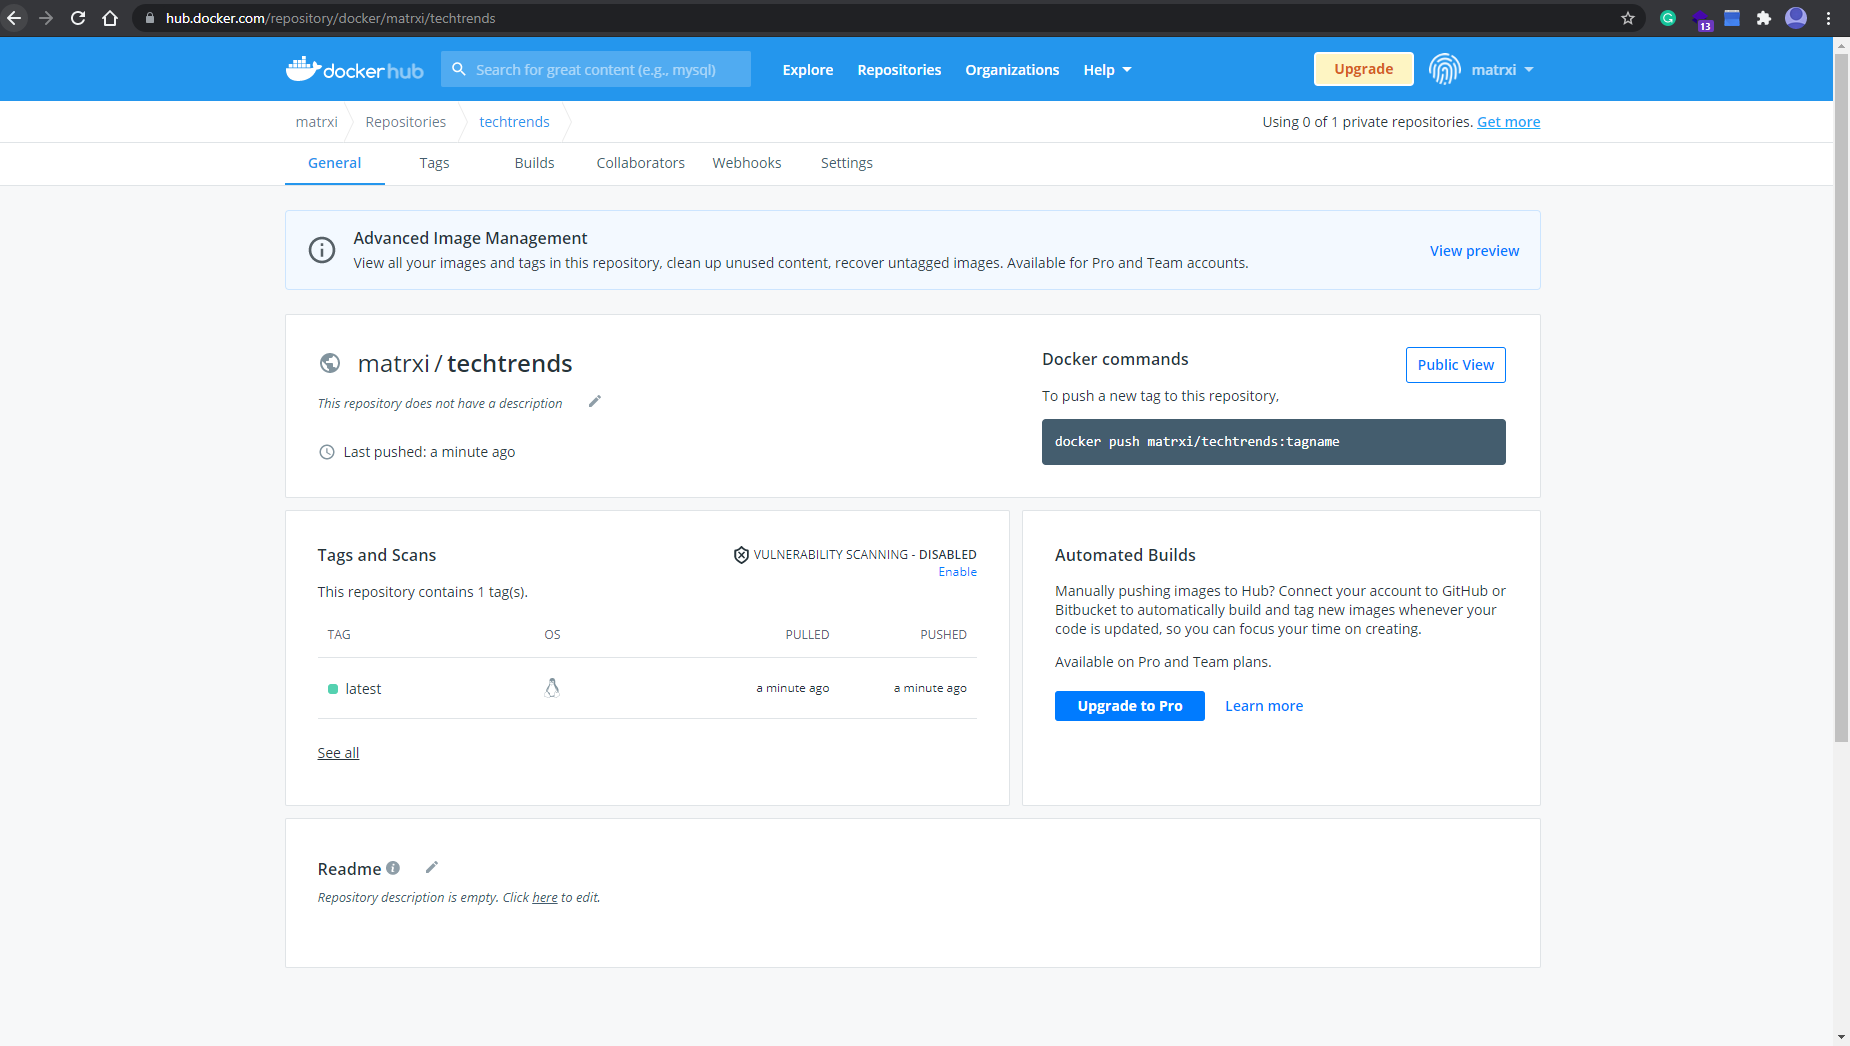 hub.docker.com/repository/docker/matrxi/techtrends
G
13
docker hub
Search for great content (e.g., mysql)
Explore
Repositories
Organizations
Help
Upgrade
matrxi
matrxi
Repositories
techtrends
Using 0 of 1 private repositories. Get more
General
Tags
Builds
Collaborators
Webhooks
Settings
Advanced Image Management
View all your images and tags in this repository, clean up unused content, recover untagged images. Available for Pro and Team accounts.
View preview
matrxi / techtrends
This repository does not have a description
Last pushed: a minute ago
Docker commands
Public View
To push a new tag to this repository,
docker push matrxi/techtrends:tagname
Tags and Scans
VULNERABILITY SCANNING - DISABLED
Enable
This repository contains 1 tag(s).
TAG OS PULLED PUSHED
latest a minute ago a minute ago
See all
Automated Builds
Manually pushing images to Hub? Connect your account to GitHub or
Bitbucket to automatically build and tag new images whenever your
code is updated, so you can focus your time on creating.
Available on Pro and Team plans.
Upgrade to Pro
Learn more
Readme
Repository description is empty. Click here to edit.